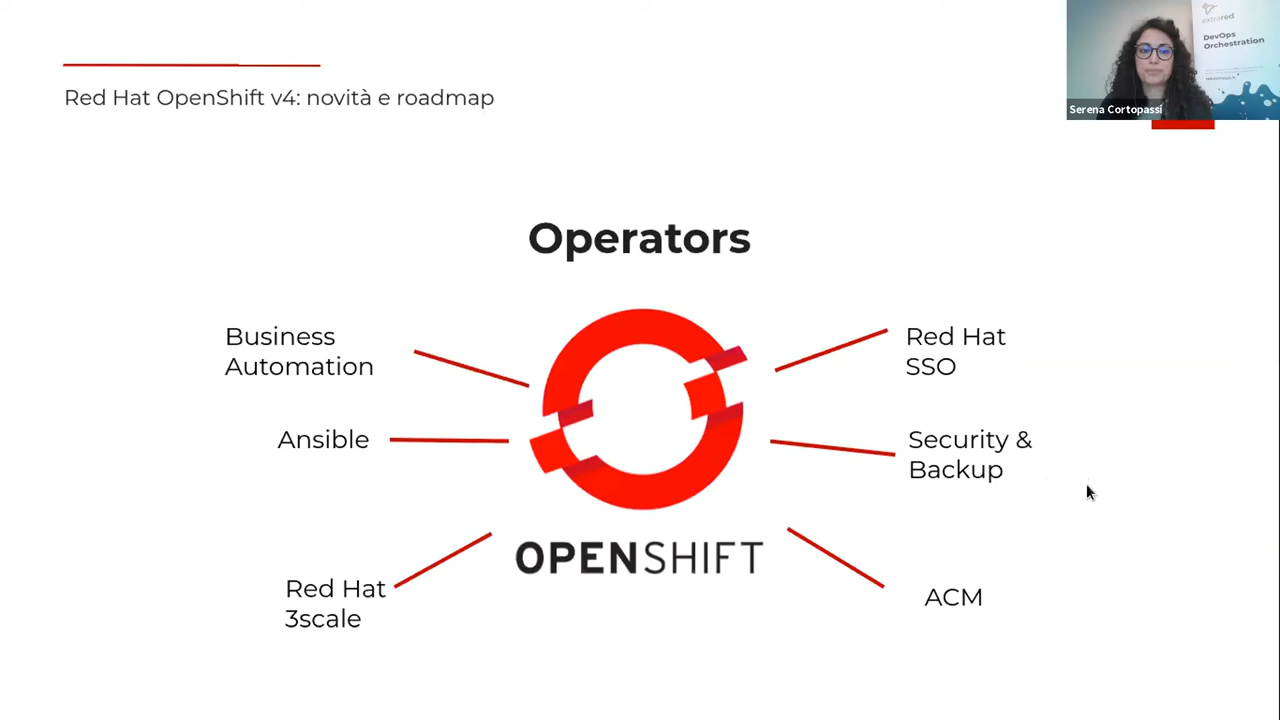 extrared
DevOps
Orchestration
Serena Cortopassi
Red Hat OpenShift v4: novità e roadmap
Operators
Business
Automation
Ansible
Red Hat
3scale
OPENSHIFT
Red Hat
SSO
Security &
Backup
ACM